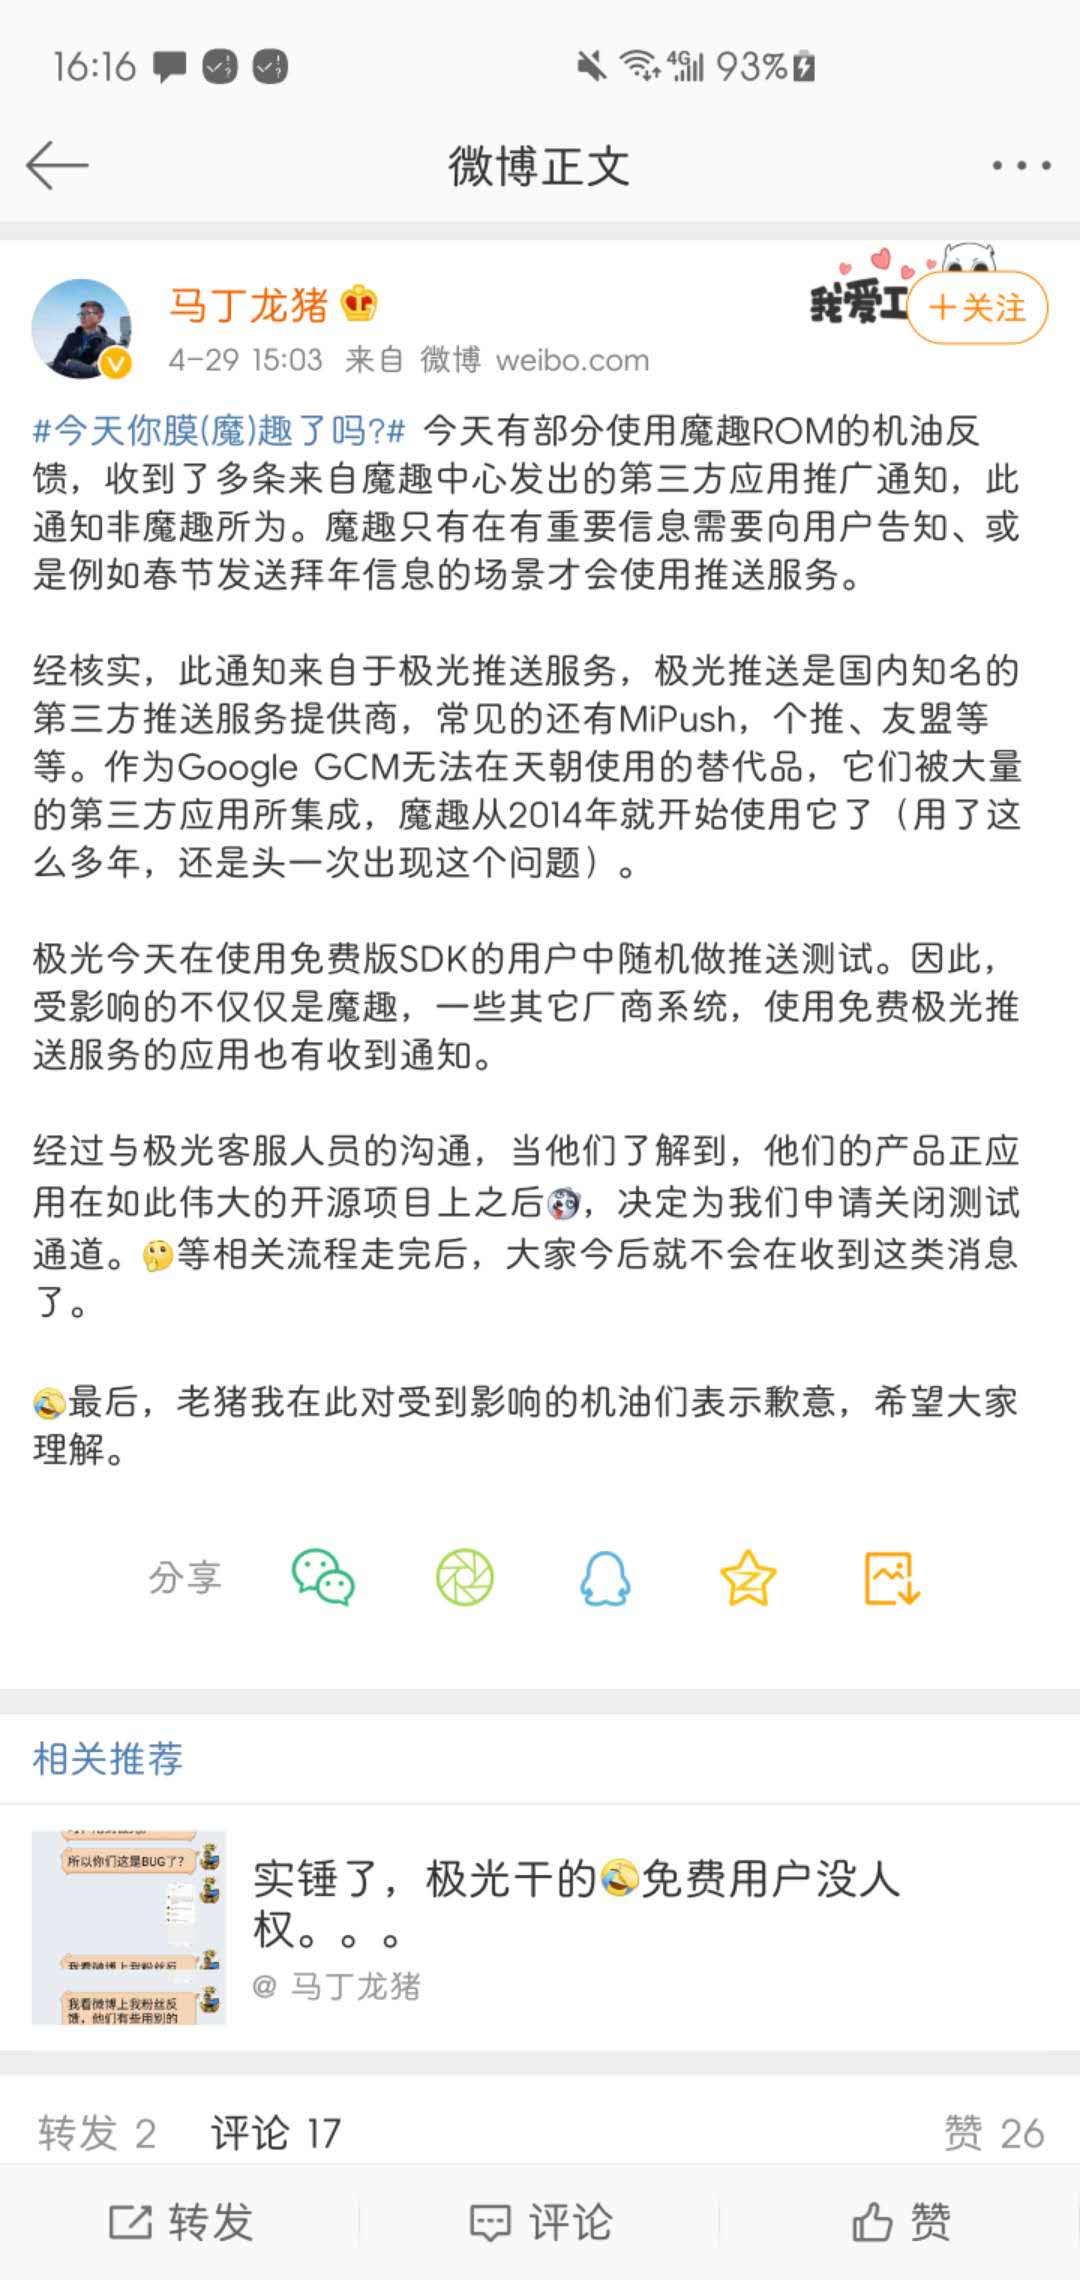 16:16 4G 93%
微博正文
我爱工
马丁龙猪
+关注
4-29 15:03 来自 微博 weibo.com
#今天你膜(魔)趣了吗?# 今天有部分使用魔趣ROM的机油反
馈，收到了多条来自魔趣中心发出的第三方应用推广通知，此
通知非魔趣所为。魔趣只有在有重要信息需要向用户告知、或
是例如春节发送拜年信息的场景才会使用推送服务。
经核实，此通知来自于极光推送服务，极光推送是国内知名的
第三方推送服务提供商，常见的还有MiPush，个推、友盟等
等。作为Google GCM无法在天朝使用的替代品，它们被大量
的第三方应用所集成，魔趣从2014年就开始使用它了（用了这
么多年，还是头一次出现这个问题）。
极光今天在使用免费版SDK的用户中随机做推送测试。因此，
受影响的不仅仅是魔趣，一些其它厂商系统，使用免费极光推
送服务的应用也有收到通知。
经过与极光客服人员的沟通，当他们了解到，他们的产品正应
用在如此伟大的开源项目上之后，决定为我们申请关闭测试
通道。🤔等相关流程走完后，大家今后就不会在收到这类消息
了。
🤣最后，老猪我在此对受到影响的机油们表示歉意，希望大家
理解。
分享
相关推荐
所以你们这是BUG了?
我看微博上我粉丝反
我看微博上我粉丝反
馈，他们有些用别的
实锤了，极光干的🤣免费用户没人
权。。。
@ 马丁龙猪
转发 2 评论 17 赞 26
转发 评论 赞